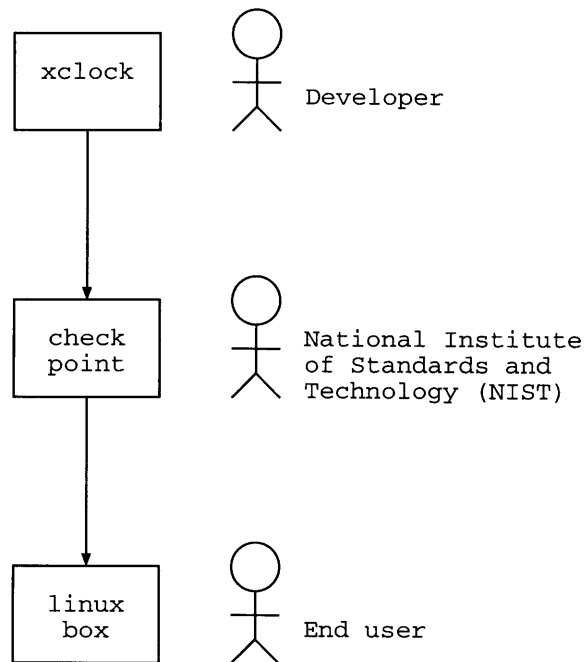 xclock
Developer
check
point
National Institute
of Standards and
Technology (NIST)
linux
box
End user